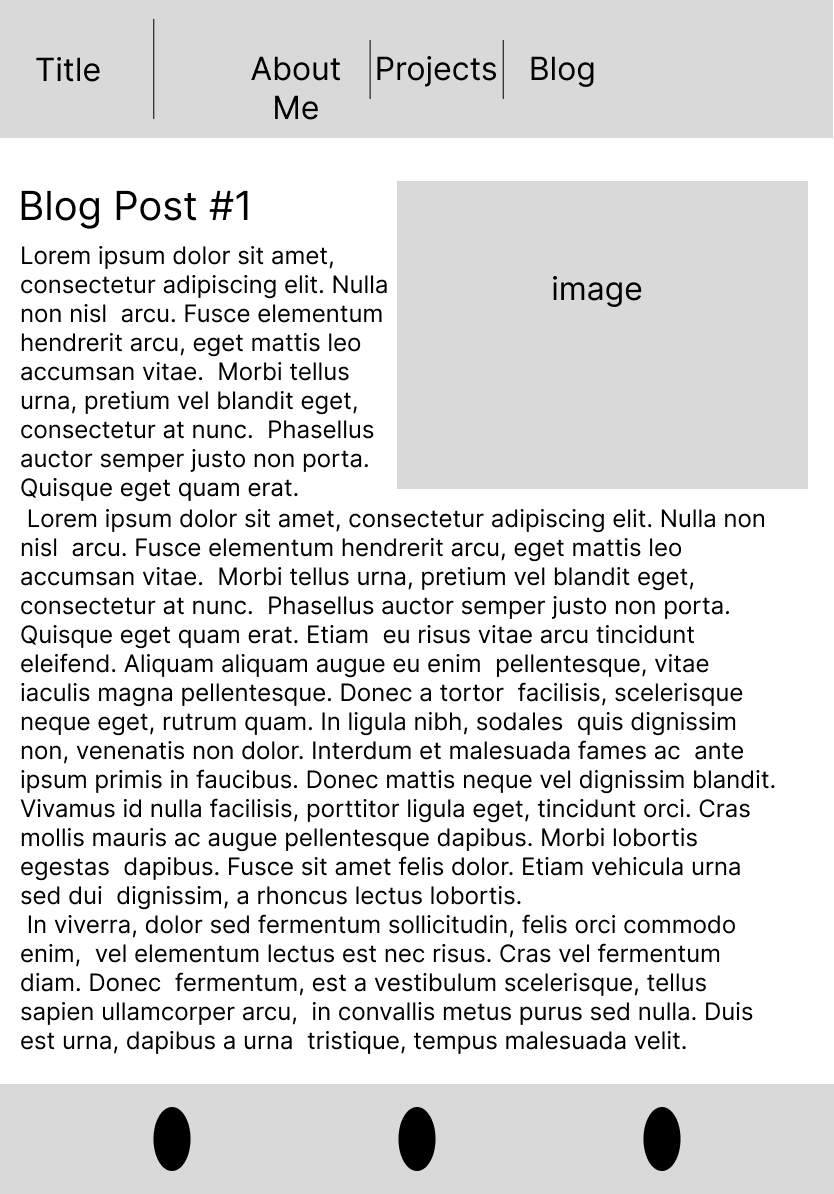 Title
About
Me
Projects
Blog
Blog Post #1
Lorem ipsum dolor sit amet,
consectetur adipiscing elit. Nulla
non nisl  arcu. Fusce elementum
hendrerit arcu, eget mattis leo
accumsan vitae.  Morbi tellus
urna, pretium vel blandit eget,
consectetur at nunc.  Phasellus
auctor semper justo non porta.
Quisque eget quam erat.
image
Lorem ipsum dolor sit amet, consectetur adipiscing elit. Nulla non
nisl  arcu. Fusce elementum hendrerit arcu, eget mattis leo
accumsan vitae.  Morbi tellus urna, pretium vel blandit eget,
consectetur at nunc.  Phasellus auctor semper justo non porta.
Quisque eget quam erat. Etiam  eu risus vitae arcu tincidunt
eleifend. Aliquam aliquam augue eu enim  pellentesque, vitae
iaculis magna pellentesque. Donec a tortor  facilisis, scelerisque
neque eget, rutrum quam. In ligula nibh, sodales  quis dignissim
non, venenatis non dolor. Interdum et malesuada fames ac  ante
ipsum primis in faucibus. Donec mattis neque vel dignissim blandit.
Vivamus id nulla facilisis, porttitor ligula eget, tincidunt orci. Cras
mollis mauris ac augue pellentesque dapibus. Morbi lobortis
egestas  dapibus. Fusce sit amet felis dolor. Etiam vehicula urna
sed dui  dignissim, a rhoncus lectus lobortis.
In viverra, dolor sed fermentum sollicitudin, felis orci commodo
enim,  vel elementum lectus est nec risus. Cras vel fermentum
diam. Donec  fermentum, est a vestibulum scelerisque, tellus
sapien ullamcorper arcu,  in convallis metus purus sed nulla. Duis
est urna, dapibus a urna  tristique, tempus malesuada velit.